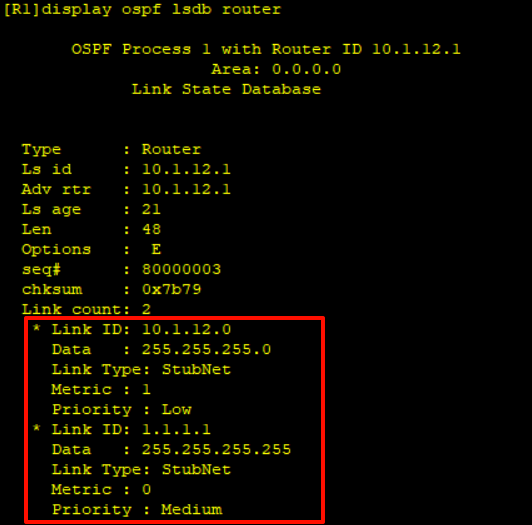 [R1]display ospf lsdb router
OSPF Process 1 with Router ID 10.1.12.1
Area: 0.0.0.0
Link State Database
Type : Router
Ls id : 10.1.12.1
Adv rtr : 10.1.12.1
Ls age : 21
Len : 48
Options : E
seq# : 80000003
chksum : 0x7b79
Link count: 2
* Link ID: 10.1.12.0
Data : 255.255.255.0
Link Type: StubNet
Metric : 1
Priority : Low
* Link ID: 1.1.1.1
Data : 255.255.255.255
Link Type: StubNet
Metric : 0
Priority : Medium